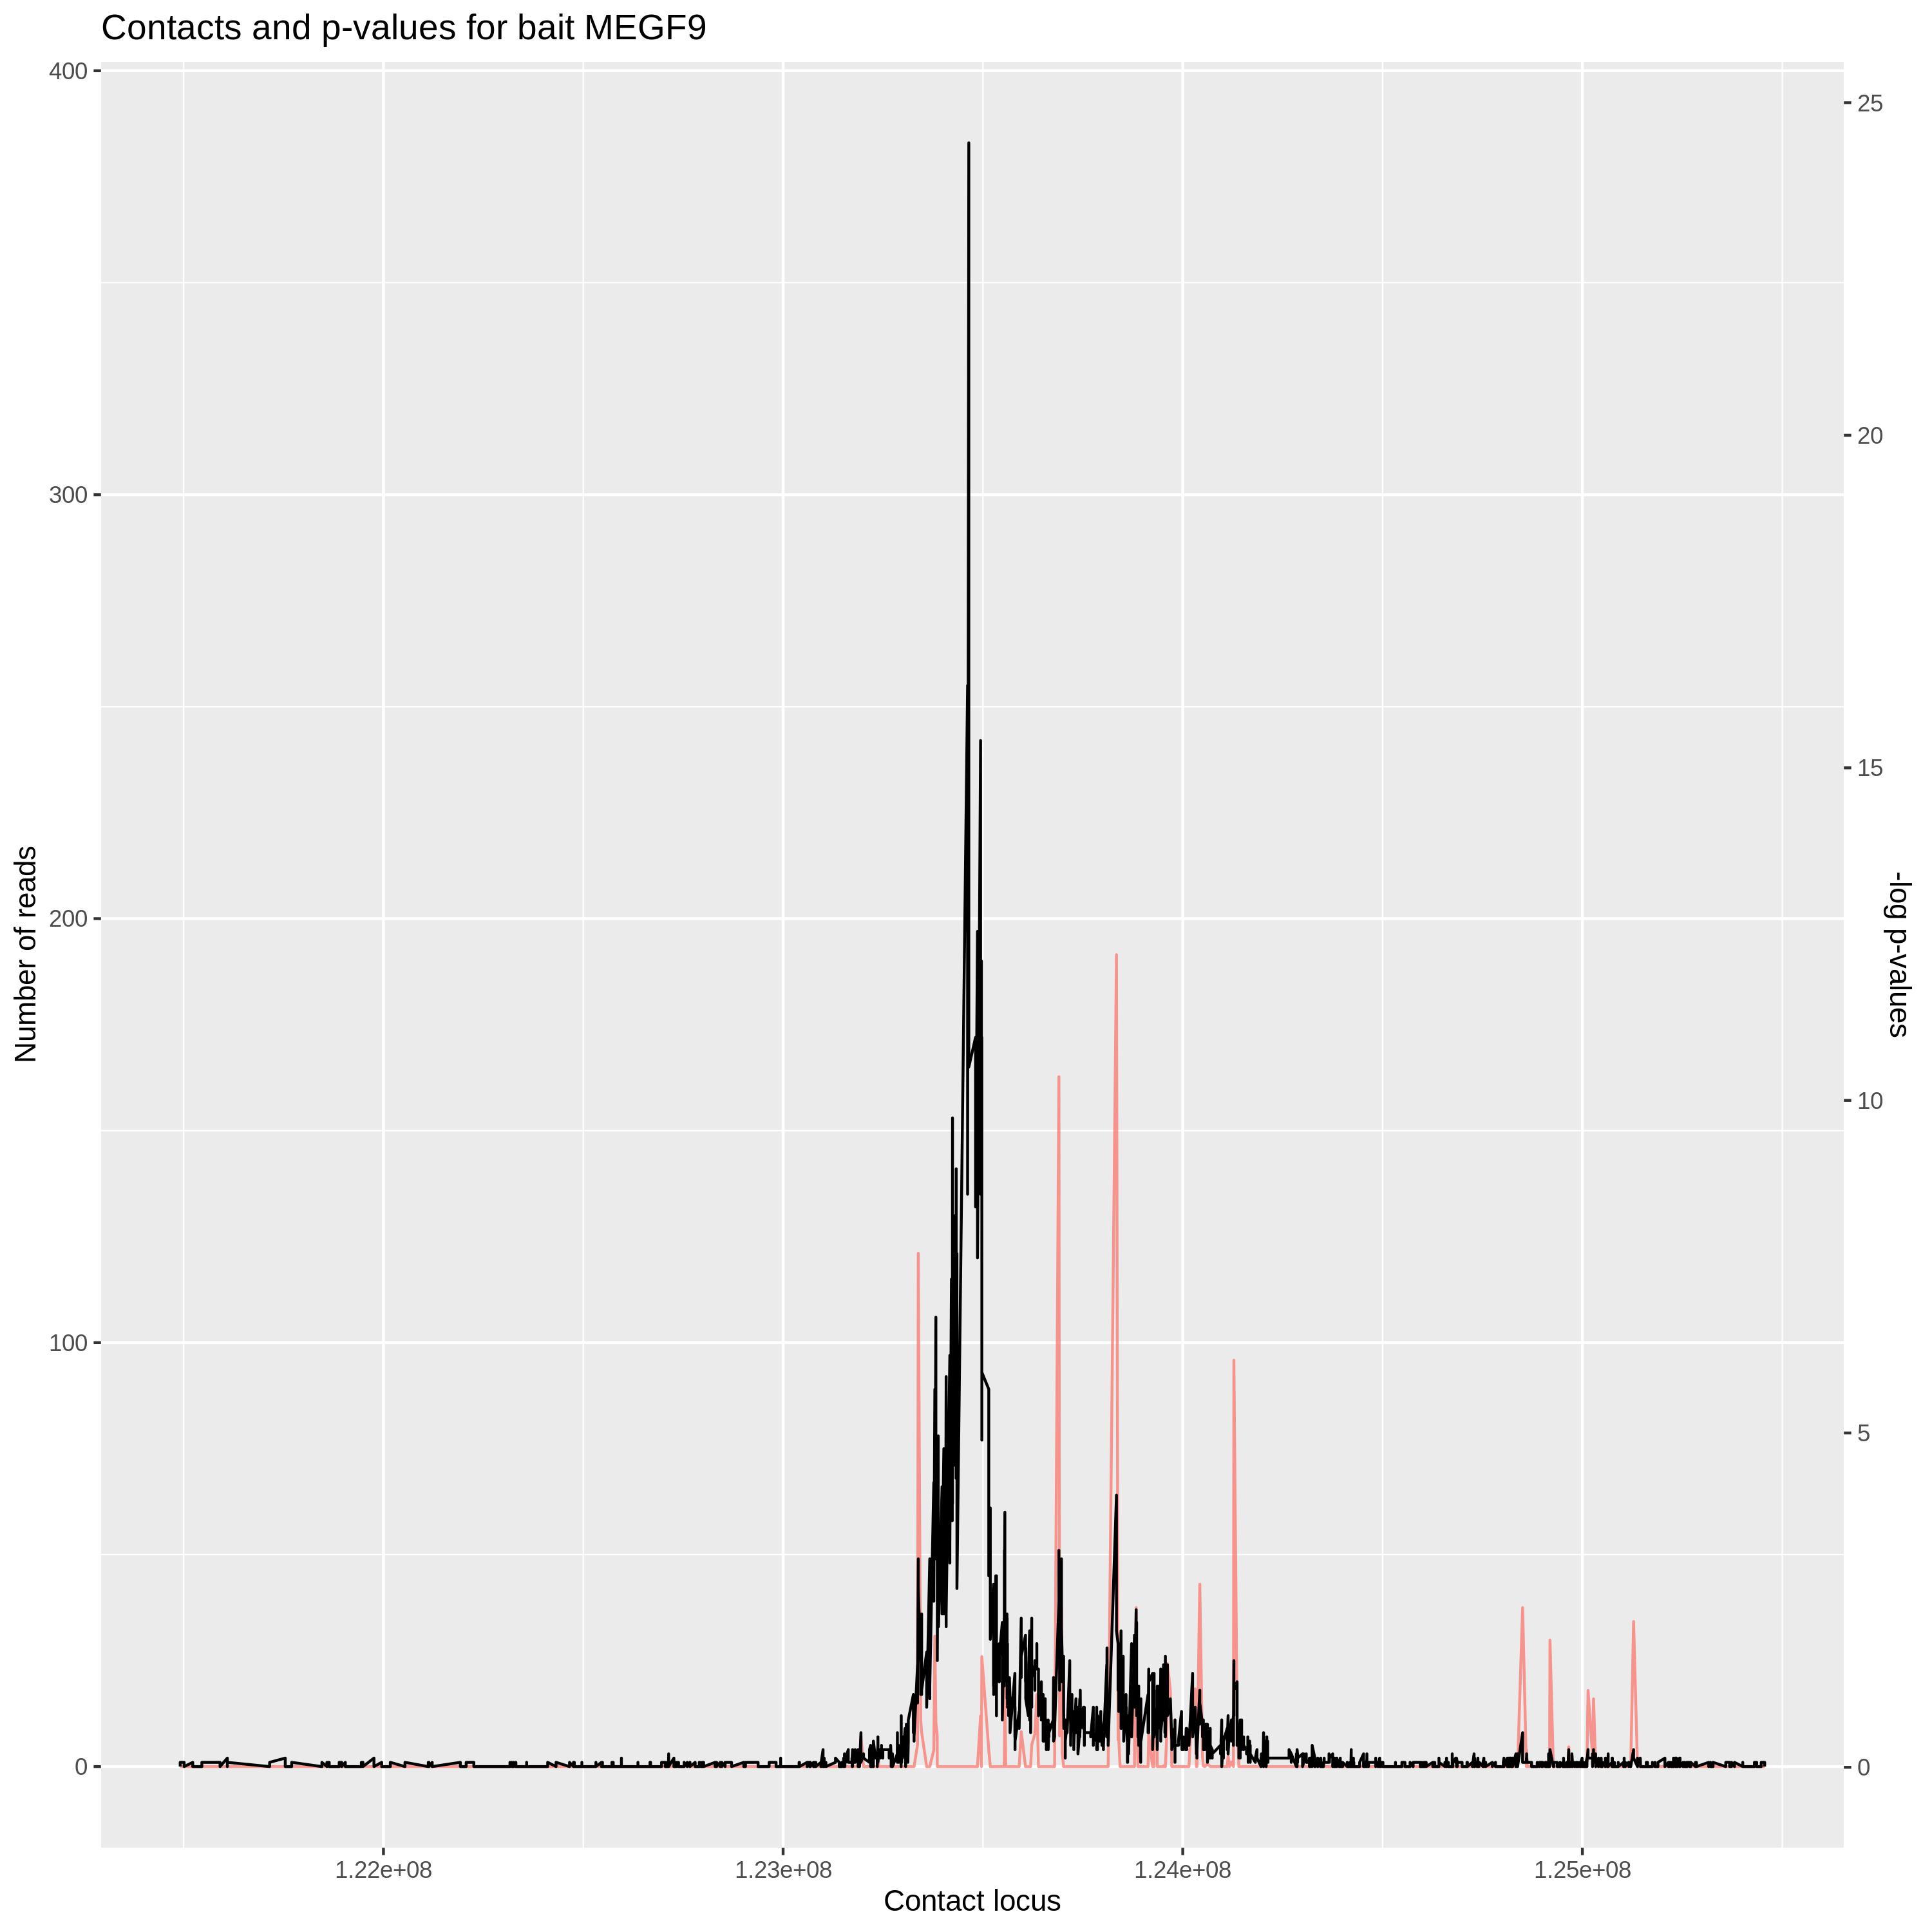 Contacts and p-values for bait MEGF9
400
300
200
100
0
Number of reads
25
20
15
10
5
0
-log p-values
1.22e+08
1.23e+08
1.24e+08
1.25e+08
Contact locus